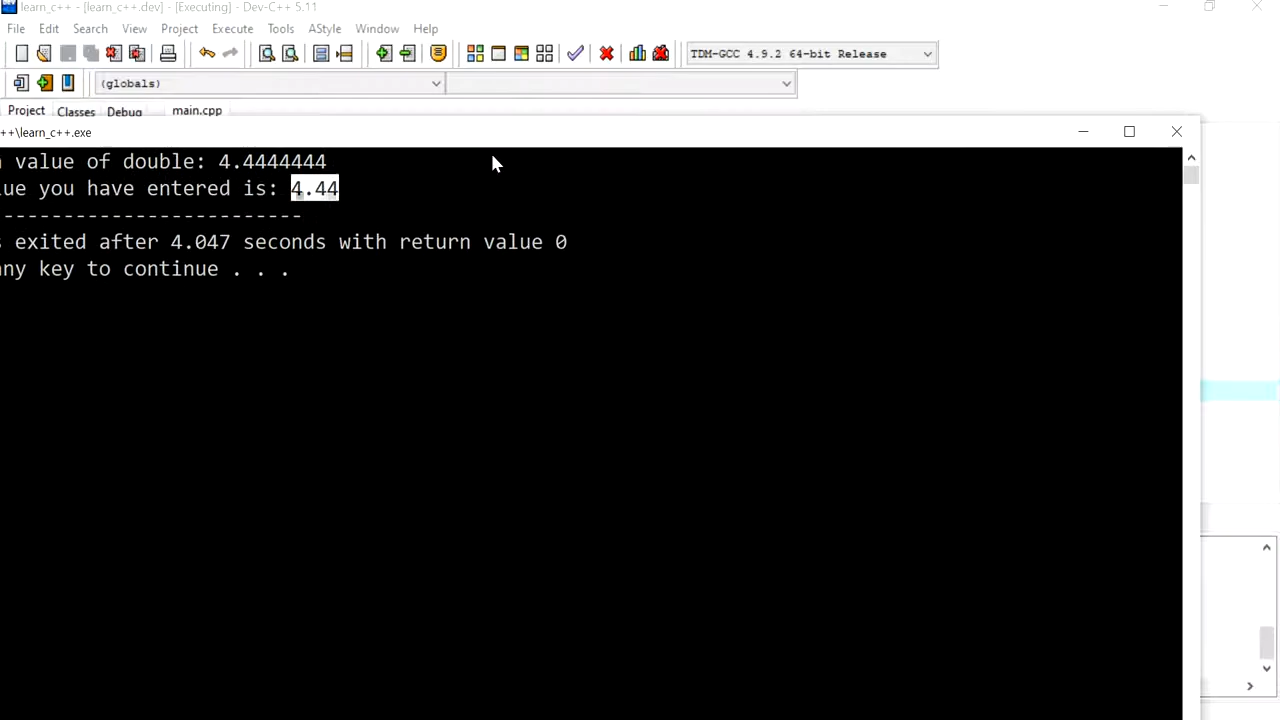 learn_c++ - [learn_c++.dev] - [Executing] - Dev-C++ 5.11
File Edit Search View Project Execute Tools AStyle Window Help
TDM-GCC 4.9.2 64-bit Release
(globals)
Project Classes Debug main.cpp
++\learn_c++.exe
value of double: 4.4444444
ue you have entered is: 4.44
-------------------------
s exited after 4.047 seconds with return value 0
ny key to continue . . .